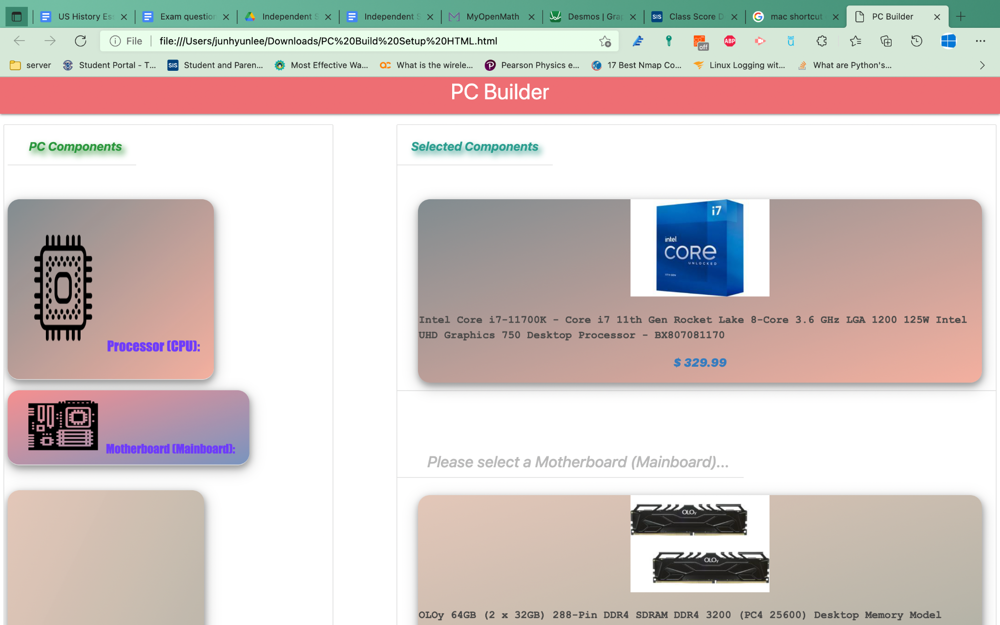 US History Es
Exam question
Independent S
Independent S
MyOpenMath
Desmos | Gra
SIS
Class Score D
mac shortcut
PC Builder
File
file:///Users/junhyunlee/Downloads/PC%20Build%20Setup%20HTML.html
off
ABP
server
Student Portal - T...
SIS
Student and Paren...
Most Effective Wa...
What is the wirele...
Pearson Physics e...
17 Best Nmap Co...
Linux Logging wit...
What are Python's...
PC Builder
PC Components
Selected Components
Processor (CPU):
Motherboard (Mainboard):
i7
intel
CORE
UNLOCKED
11TH GEN
Intel Core i7-11700K - Core i7 11th Gen Rocket Lake 8-Core 3.6 GHz LGA 1200 125W Intel
UHD Graphics 750 Desktop Processor - BX807081170
$ 329.99
Please select a Motherboard (Mainboard)...
OLOy
OLOy
OLOy 64GB (2 x 32GB) 288-Pin DDR4 SDRAM DDR4 3200 (PC4 25600) Desktop Memory Model